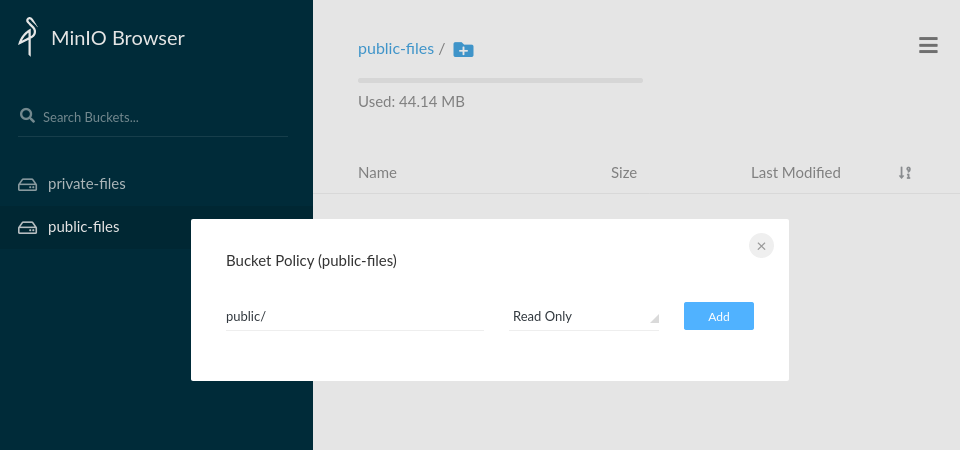 MinIO Browser
Search Buckets...
private-files
public-files
public-files /
Used: 44.14 MB
Name Size Last Modified
Bucket Policy (public-files)
public/ Read Only Add